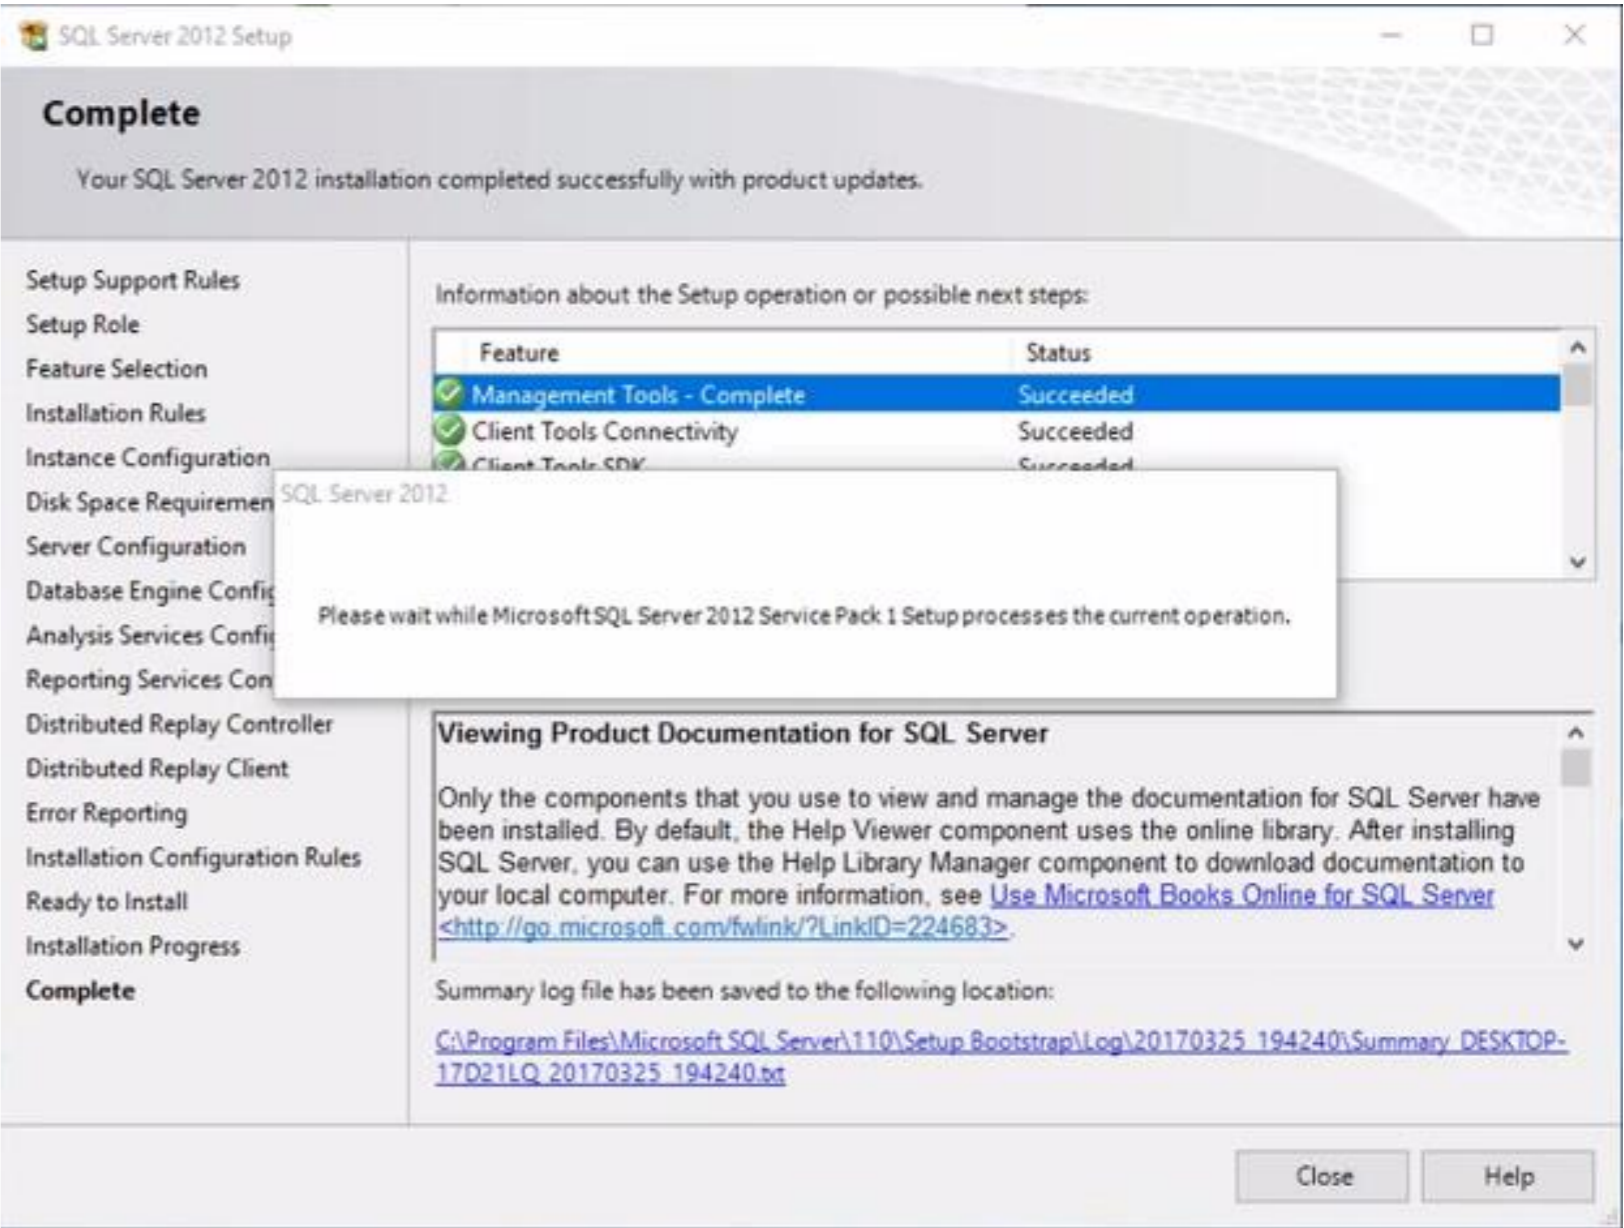 SQL Server 2012 Setup
Complete
Your SQL Server 2012 installation completed successfully with product updates.
Setup Support Rules
Setup Role
Feature Selection
Installation Rules
Instance Configuration
Disk Space Requiremen
Server Configuration
Database Engine Config
Analysis Services Config
Reporting Services Con
Distributed Replay Controller
Distributed Replay Client
Error Reporting
Installation Configuration Rules
Ready to Install
Installation Progress
Complete
Information about the Setup operation or possible next steps:
Feature Status
Management Tools - Complete Succeeded
Client Tools Connectivity Succeeded
Client Tools SDK Succeeded
SQL Server 2012
Please wait while Microsoft SQL Server 2012 Service Pack 1 Setup processes the current operation.
Viewing Product Documentation for SQL Server
Only the components that you use to view and manage the documentation for SQL Server have
been installed. By default, the Help Viewer component uses the online library. After installing
SQL Server, you can use the Help Library Manager component to download documentation to
your local computer. For more information, see Use Microsoft Books Online for SQL Server
<http://go.microsoft.com/fwlink/?LinkID=224683>.
Summary log file has been saved to the following location:
C:\Program Files\Microsoft SQL Server\110\Setup Bootstrap\Log\20170325_194240\Summary_DESKTOP-
17D21LQ_20170325_194240.txt
Close Help